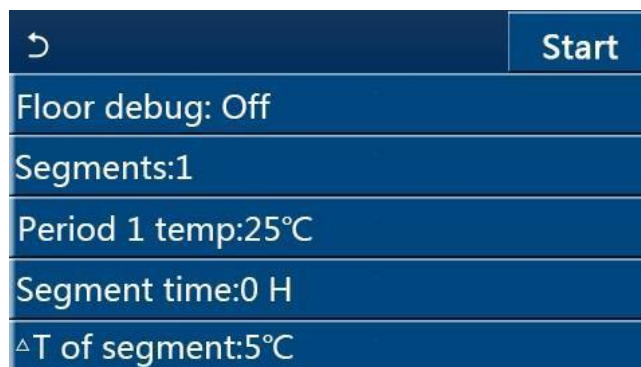 Start
Floor debug: Off
Segments:1
Period 1 temp:25℃
Segment time:0 H
△T of segment:5℃